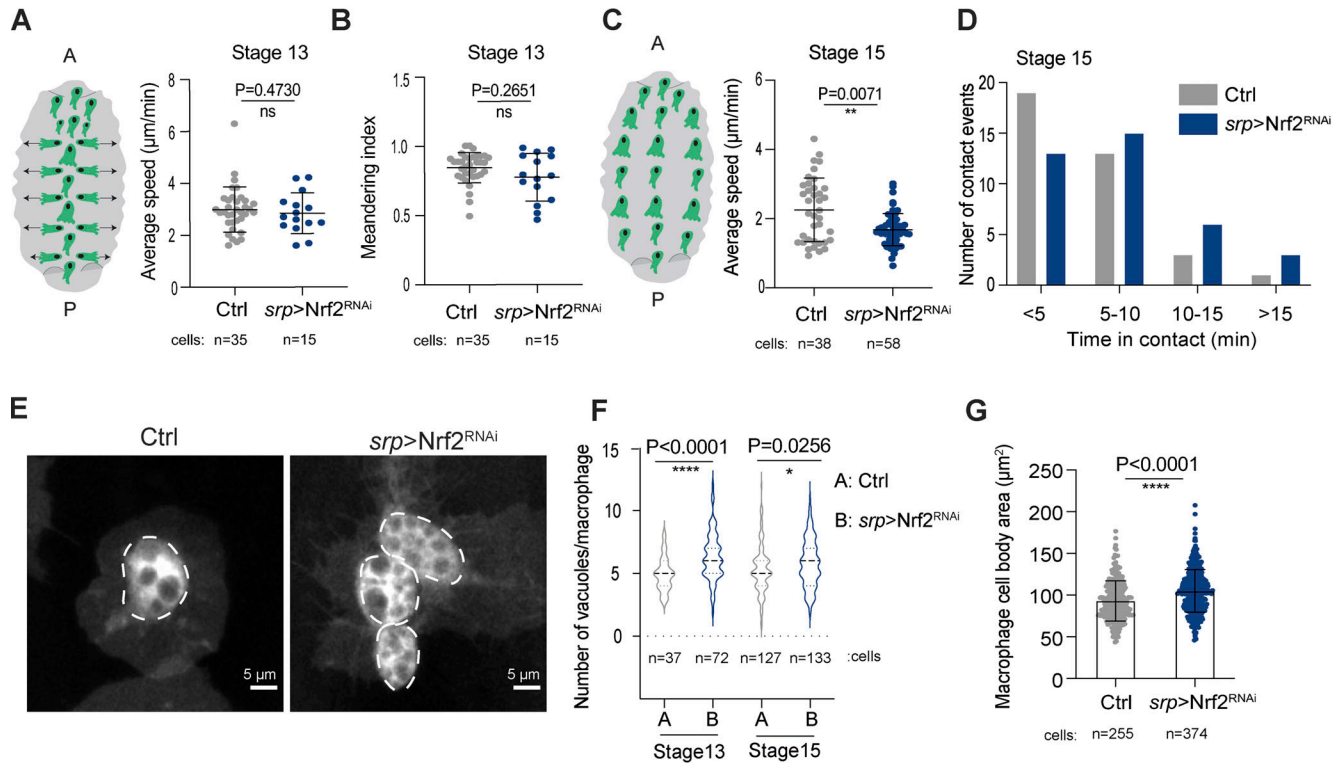 A
A
P
Stage 13
Average speed (µm/min)
8
6
4
2
0
P=0.4730
ns
Ctrl srp>Nrf2RNAi
cells: n=35 n=15
B
Stage 13
Meandering index
1.5
1.0
0.5
0
P=0.2651
ns
Ctrl srp>Nrf2RNAi
cells: n=35 n=15
C
A
P
Stage 15
Average speed (µm/min)
6
4
2
0
P=0.0071
**
Ctrl srp>Nrf2RNAi
cells: n=38 n=58
D
Stage 15
Number of contact events
20
15
10
5
0
Ctrl
srp>Nrf2RNAi
<5 5-10 10-15 >15
Time in contact (min)
E
Ctrl srp>Nrf2RNAi
5 µm 5 µm
F
Number of vacuoles/macrophage
15
10
5
0
P<0.0001 P=0.0256
**** *
A: Ctrl
B: srp>Nrf2RNAi
n=37 n=72 n=127 n=133 :cells
A B A B
Stage13 Stage15
G
Macrophage cell body area (µm²)
250
200
150
100
50
0
P<0.0001
****
Ctrl srp>Nrf2RNAi
cells: n=255 n=374